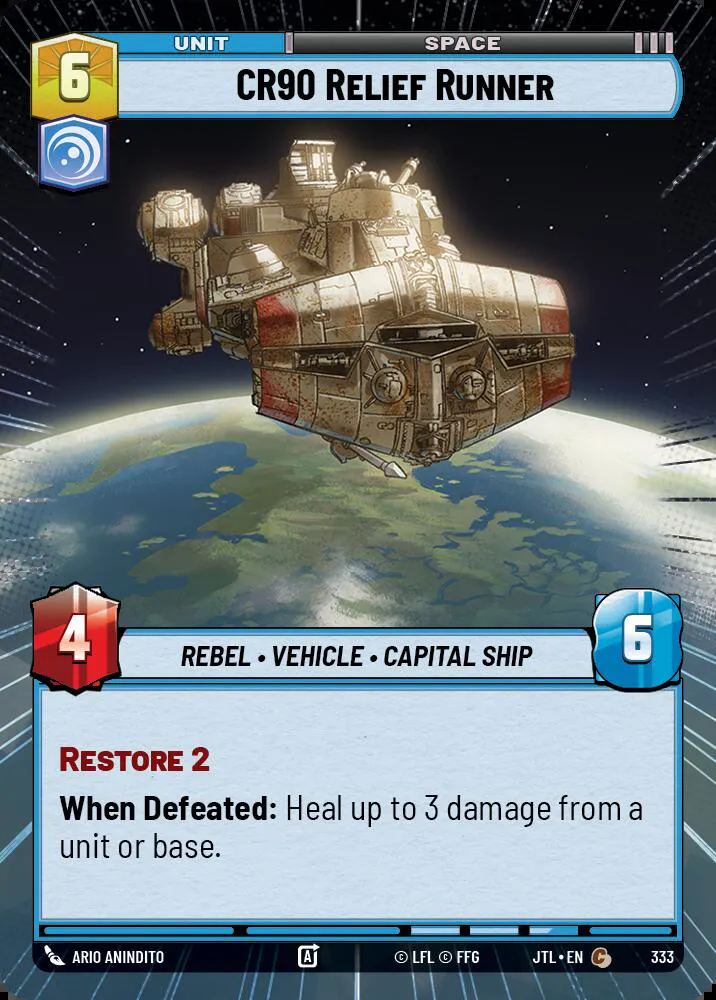 UNIT
SPACE
6
CR90 Relief Runner
4
REBEL • VEHICLE • CAPITAL SHIP
6
Restore 2
When Defeated: Heal up to 3 damage from a
unit or base.
ARIO ANINDITO
A
© LFL © FFG
JTL • EN
C
333